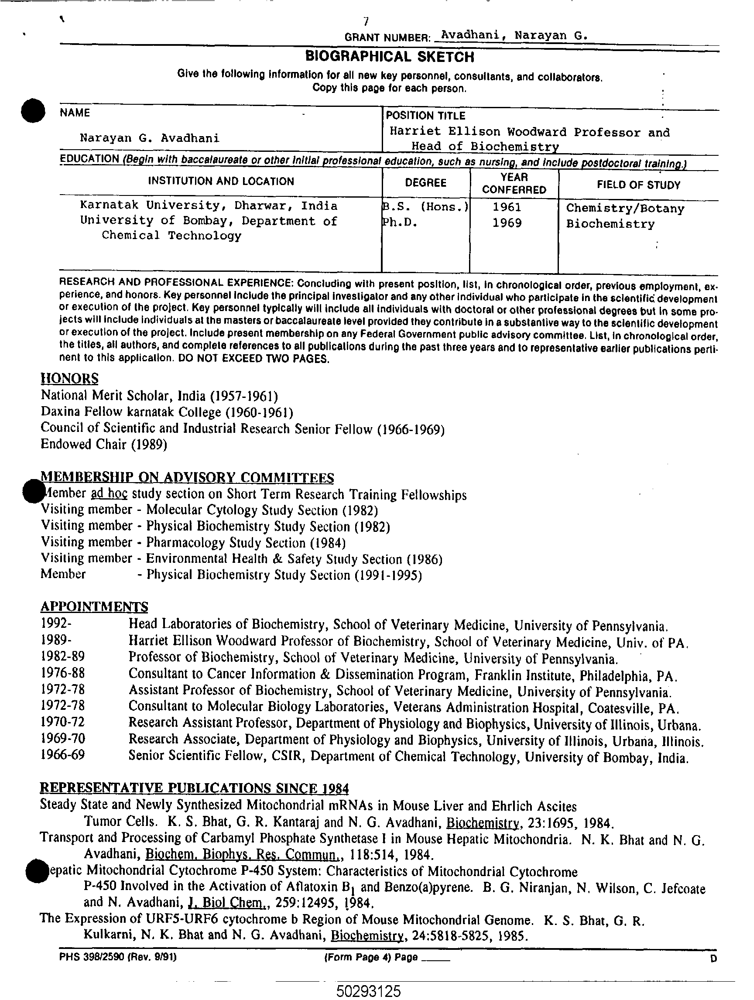 7
GRANT NUMBER: Avadhani, Narayan G.
BIOGRAPHICAL SKETCH
Give the following information for all new key personnel, consultants, and collaborators.
Copy this page for each person.
NAME
POSITION TITLE
Narayan G. Avadhani
Harriet Ellison Woodward Professor and
Head of Biochemistry
EDUCATION (Begin with baccalaureate or other initial professional education, such as nursing, and include postdoctoral training.)
INSTITUTION AND LOCATION
DEGREE
YEAR
CONFERRED
FIELD OF STUDY
Karnatak University, Dharwar, India B.S. (Hons.) 1961 Chemistry/Botany
University of Bombay, Department of Ph.D. 1969 Biochemistry
Chemical Technology
RESEARCH AND PROFESSIONAL EXPERIENCE: Concluding with present position, list, in chronological order, previous employment, ex-
perience, and honors. Key personnel include the principal investigator and any other individual who participate in the scientific development
or execution of the project. Key personnel typically will include all individuals with doctoral or other professional degrees but in some pro-
jects will include individuals at the masters or baccalaureate level provided they contribute in a substantive way to the scientific development
or execution of the project. Include present membership on any Federal Government public advisory committee. List, in chronological order,
the titles, all authors, and complete references to all publications during the past three years and to representative earlier publications perti-
nent to this application. DO NOT EXCEED TWO PAGES.
HONORS
National Merit Scholar, India (1957-1961)
Daxina Fellow karnatak College (1960-1961)
Council of Scientific and Industrial Research Senior Fellow (1966-1969)
Endowed Chair (1989)
MEMBERSHIP ON ADVISORY COMMITTEES
Member ad hoc study section on Short Term Research Training Fellowships
Visiting member - Molecular Cytology Study Section (1982)
Visiting member - Physical Biochemistry Study Section (1982)
Visiting member - Pharmacology Study Section (1984)
Visiting member - Environmental Health & Safety Study Section (1986)
Member - Physical Biochemistry Study Section (1991-1995)
APPOINTMENTS
1992- Head Laboratories of Biochemistry, School of Veterinary Medicine, University of Pennsylvania.
1989- Harriet Ellison Woodward Professor of Biochemistry, School of Veterinary Medicine, Univ. of PA.
1982-89 Professor of Biochemistry, School of Veterinary Medicine, University of Pennsylvania.
1976-88 Consultant to Cancer Information & Dissemination Program, Franklin Institute, Philadelphia, PA.
1972-78 Assistant Professor of Biochemistry, School of Veterinary Medicine, University of Pennsylvania.
1972-78 Consultant to Molecular Biology Laboratories, Veterans Administration Hospital, Coatesville, PA.
1970-72 Research Assistant Professor, Department of Physiology and Biophysics, University of Illinois, Urbana.
1969-70 Research Associate, Department of Physiology and Biophysics, University of Illinois, Urbana, Illinois.
1966-69 Senior Scientific Fellow, CSIR, Department of Chemical Technology, University of Bombay, India.
REPRESENTATIVE PUBLICATIONS SINCE 1984
Steady State and Newly Synthesized Mitochondrial mRNAs in Mouse Liver and Ehrlich Ascites
Tumor Cells. K. S. Bhat, G. R. Kantaraj and N. G. Avadhani, Biochemistry, 23:1695, 1984.
Transport and Processing of Carbamyl Phosphate Synthetase I in Mouse Hepatic Mitochondria. N. K. Bhat and N. G.
Avadhani, Biochem. Biophys. Res. Commun., 118:514, 1984.
epatic Mitochondrial Cytochrome P-450 System: Characteristics of Mitochondrial Cytochrome
P-450 Involved in the Activation of Aflatoxin B1 and Benzo(a)pyrene. B. G. Niranjan, N. Wilson, C. Jefcoate
and N. Avadhani, J. Biol Chem., 259:12495, 1984.
The Expression of URF5-URF6 cytochrome b Region of Mouse Mitochondrial Genome. K. S. Bhat, G. R.
Kulkarni, N. K. Bhat and N. G. Avadhani, Biochemistry, 24:5818-5825, 1985.
PHS 398/2590 (Rev. 9/91) (Form Page 4) Page _____ D
50293125